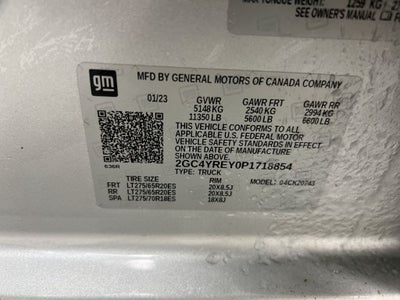 SEE OWNER'S MANUAL
gm
MFD BY GENERAL MOTORS OF CANADA COMPANY
01/23 GVWR GAWR FRT GAWR RR
5148 KG 2540 KG 2994 KG
11350 LB 5600 LB 6600 LB
THIS VEHICLE CONFORMS TO ALL
APPLICABLE U.S. FEDERAL MOTOR
VEHICLE SAFETY STANDARDS IN
EFFECT ON THE DATE OF
MANUFACTURE SHOWN ABOVE.
2GC4YREY0P1718854
TYPE: TRUCK
TIRE SIZE RIM MODEL:
FRT LT275/65R20ES 20X8.5J
RR LT275/65R20ES 20X8.5J
SPA LT275/70R18ES 18X8J